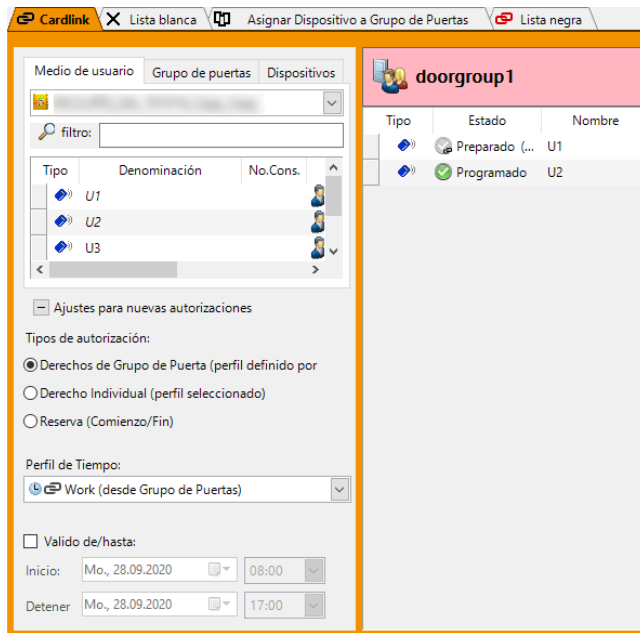 Cardlink Lista blanca Asignar Dispositivo a Grupo de Puertas Lista negra
Medio de usuario Grupo de puertas Dispositivos
filtro:
Tipo Denominación No.Cons.
U1
U2
U3
Ajustes para nuevas autorizaciones
Tipos de autorización:
Derechos de Grupo de Puerta (perfil definido por
Derecho Individual (perfil seleccionado)
Reserva (Comienzo/Fin)
Perfil de Tiempo:
Work (desde Grupo de Puertas)
Valido de/hasta:
Inicio: Mo., 28.09.2020 08:00
Detener Mo., 28.09.2020 17:00
doorgroup1
Tipo Estado Nombre
Preparado (... U1
Programado U2